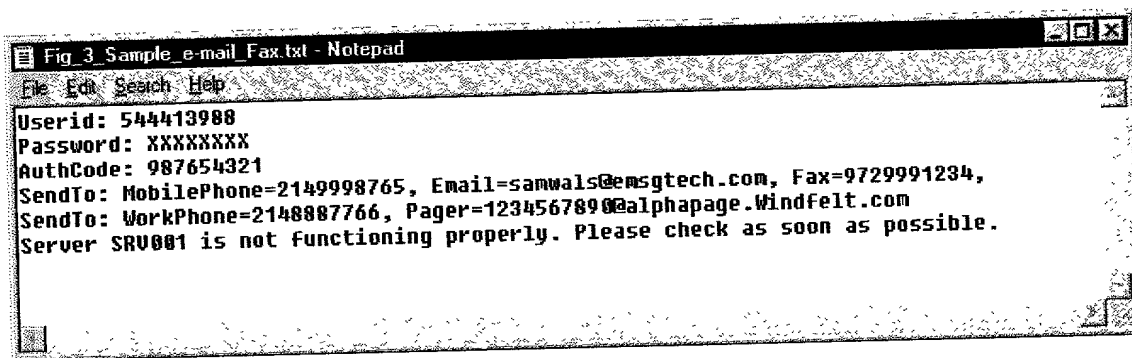 Fig_3_Sample_e-mail_Fax.txt - Notepad
File Edit Search Help
Userid: 544413988
Password: XXXXXXXX
AuthCode: 987654321
SendTo: MobilePhone=2149998765, Email=samwals@emsgtech.com, Fax=9729991234,
SendTo: WorkPhone=2148887766, Pager=1234567890@alphapage.Windfelt.com
Server SRV001 is not functioning properly. Please check as soon as possible.